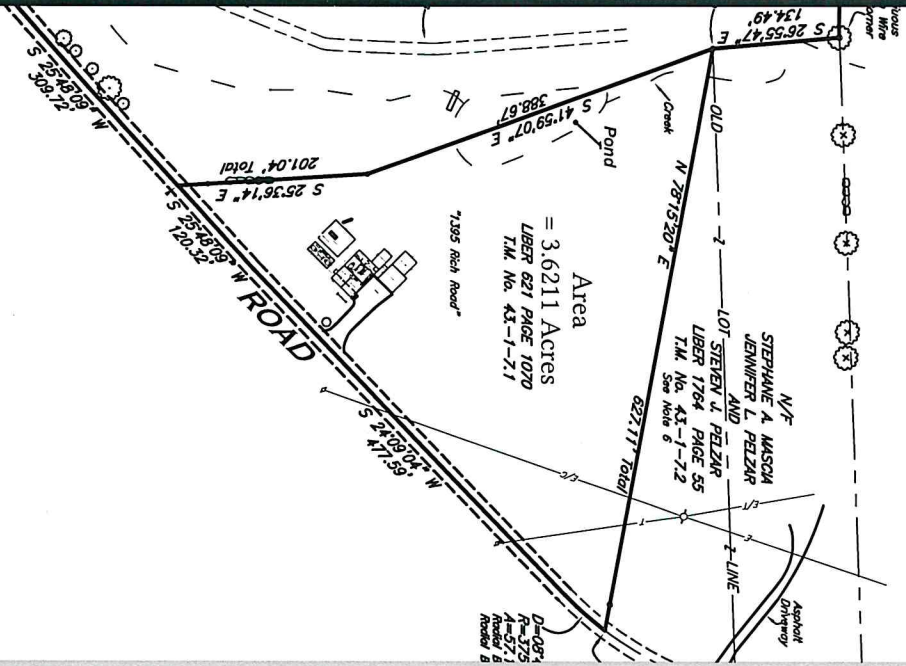 Wire
S 26°55'47" E
134.49'
OLD
LOT
LINE
Creek
Pond
S 41°59'07" E
388.67'
N 78°15'20" E
627.11' Total
N/F
STEPHANE A. MASCIA
JENNIFER L. PELZAR
AND
STEVEN J. PELZAR
LIBER 1764 PAGE 55
T.M. No. 43.-1-7.2
See Note 6
Area
= 3.6211 Acres
LIBER 621 PAGE 1070
T.M. No. 43.-1-7.1
"1395 Rich Road"
S 25°36'14" E
201.04' Total
S 25°48'09" W
309.72'
S 25°48'09" W
120.32'
ROAD
S 24°09'04" W
477.59'
E/C
E/T
T
E
Asphalt
Driveway